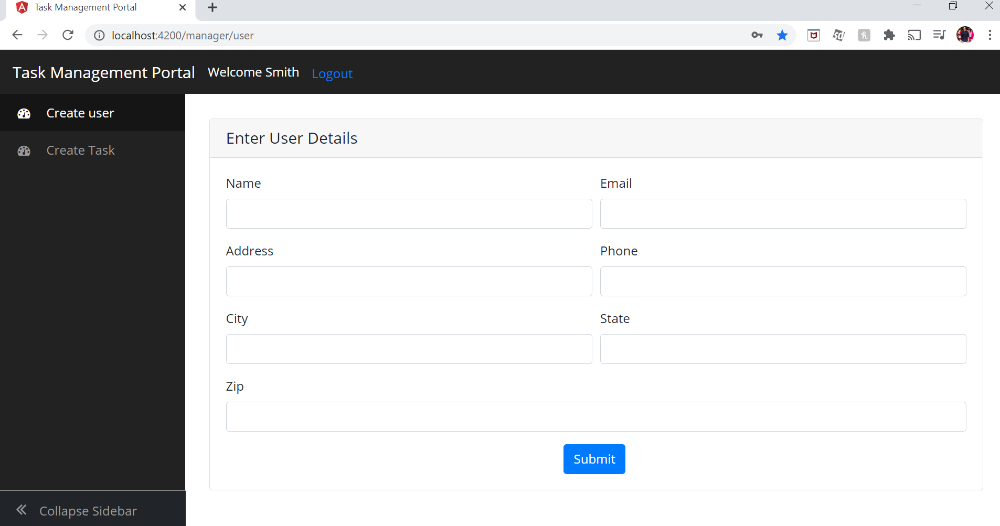 Task Management Portal
localhost:4200/manager/user
Task Management Portal Welcome Smith Logout
Create user
Create Task
Enter User Details
Name Email
Address Phone
City State
Zip
Submit
Collapse Sidebar